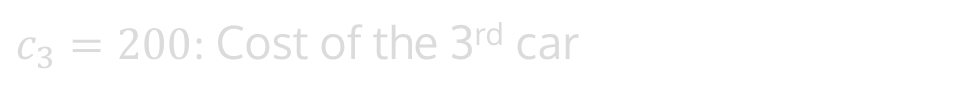 c₃ = 200: Cost of the 3ʳᵈ car